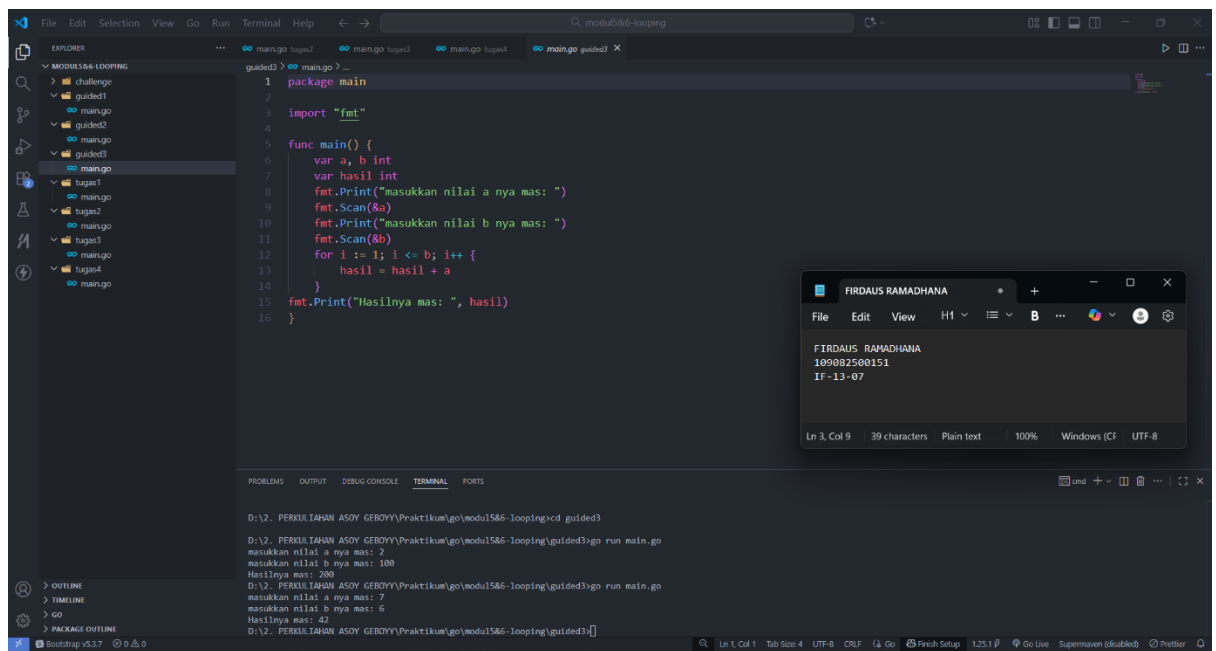 File Edit Selection View Go Run Terminal Help
modul5&6-looping
EXPLORER
MODUL5&6-LOOPING
challenge
guided1
main.go
guided2
main.go
guided3
main.go
tugas1
main.go
tugas2
main.go
tugas3
main.go
tugas4
main.go
OUTLINE
TIMELINE
GO
PACKAGE OUTLINE
main.go tugas2 main.go tugas3 main.go tugas4 main.go guided3
guided3 > main.go > ...
1 package main
2
3 import "fmt"
4
5 func main() {
6 var a, b int
7 var hasil int
8 fmt.Print("masukkan nilai a nya mas: ")
9 fmt.Scan(&a)
10 fmt.Print("masukkan nilai b nya mas: ")
11 fmt.Scan(&b)
12 for i := 1; i <= b; i++ {
13 hasil = hasil + a
14 }
15 fmt.Print("Hasilnya mas: ", hasil)
16 }
FIRDAUS RAMADHANA
File Edit View H1 B ...
FIRDAUS RAMADHANA
109082500151
IF-13-07
Ln 3, Col 9 39 characters Plain text 100% Windows (CF UTF-8
PROBLEMS OUTPUT DEBUG CONSOLE TERMINAL PORTS
cmd
D:\2. PERKULIAHAN ASOY GEBOYY\Praktikum\go\modul5&6-looping>cd guided3
D:\2. PERKULIAHAN ASOY GEBOYY\Praktikum\go\modul5&6-looping\guided3>go run main.go
masukkan nilai a nya mas: 2
masukkan nilai b nya mas: 100
Hasilnya mas: 200
D:\2. PERKULIAHAN ASOY GEBOYY\Praktikum\go\modul5&6-looping\guided3>go run main.go
masukkan nilai a nya mas: 7
masukkan nilai b nya mas: 6
Hasilnya mas: 42
D:\2. PERKULIAHAN ASOY GEBOYY\Praktikum\go\modul5&6-looping\guided3>
Bootstrap v5.3.7 0 0 Ln 1, Col 1 Tab Size: 4 UTF-8 CRLF Go Finish Setup 1.25.1 Go Live Supermaven (disabled) Prettier